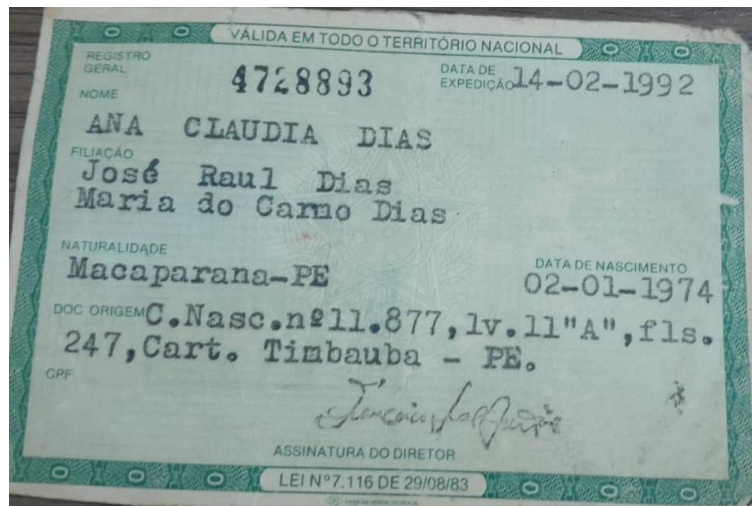 VÁLIDA EM TODO O TERRITÓRIO NACIONAL
REGISTRO GERAL 4728893 DATA DE EXPEDIÇÃO 14-02-1992
NOME
ANA CLAUDIA DIAS
FILIAÇÃO
José Raul Dias
Maria do Carmo Dias
NATURALIDADE
Macaparana-PE
DATA DE NASCIMENTO
02-01-1974
DOC ORIGEM C.Nasc.nº11.877,lv.11"A",fls.
247,Cart. Timbauba - PE.
CPF
ASSINATURA DO DIRETOR
LEI Nº7.116 DE 29/08/83